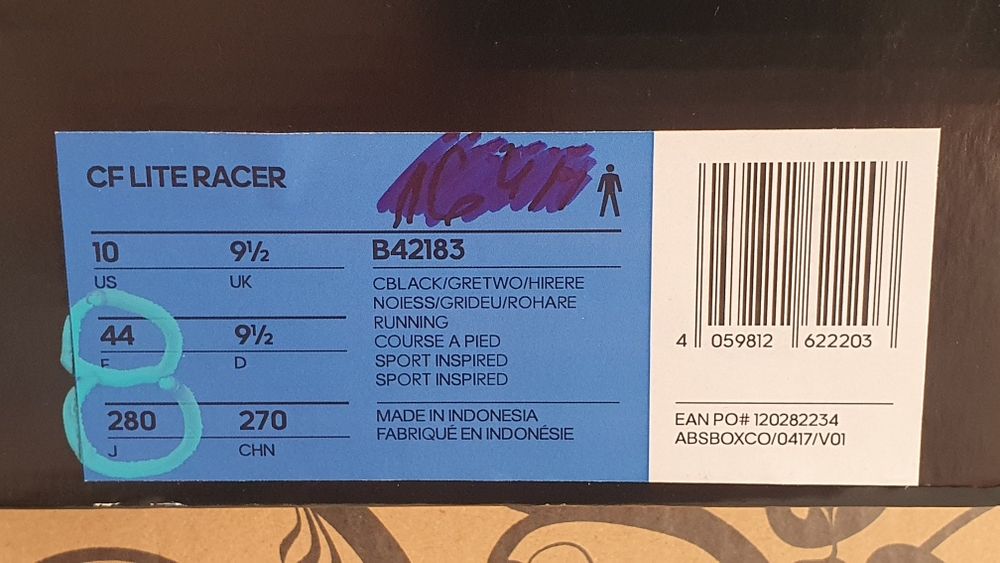 CF LITE RACER
10 9½ B42183
US UK
CBLACK/GRETWO/HIRERE
NOIESS/GRIDEU/ROHARE
RUNNING
44 9½
COURSE A PIED
F D
SPORT INSPIRED
SPORT INSPIRED
280 270
J CHN
MADE IN INDONESIA
FABRIQUÉ EN INDONÉSIE
4 059812 622203
EAN PO# 120282234
ABSBOXCO/0417/V01